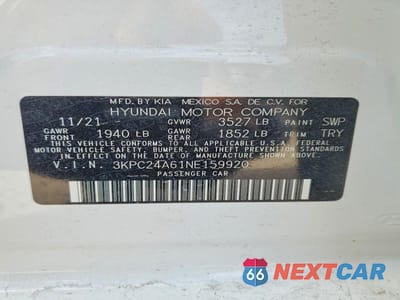 MFD. BY KIA MEXICO S.A. DE C.V. FOR
HYUNDAI MOTOR COMPANY
11/21 GVWR 3527 LB PAINT SWP
GAWR FRONT 1940 LB GAWR REAR 1852 LB TRIM TRY
THIS VEHICLE CONFORMS TO ALL APPLICABLE U.S. FEDERAL
MOTOR VEHICLE SAFETY, BUMPER, AND THEFT PREVENTION
STANDARDS IN EFFECT ON THE DATE OF MANUFACTURE SHOWN ABOVE.
V.I.N. 3KPC24A61NE159920
PASSENGER CAR
66 NEXTCAR